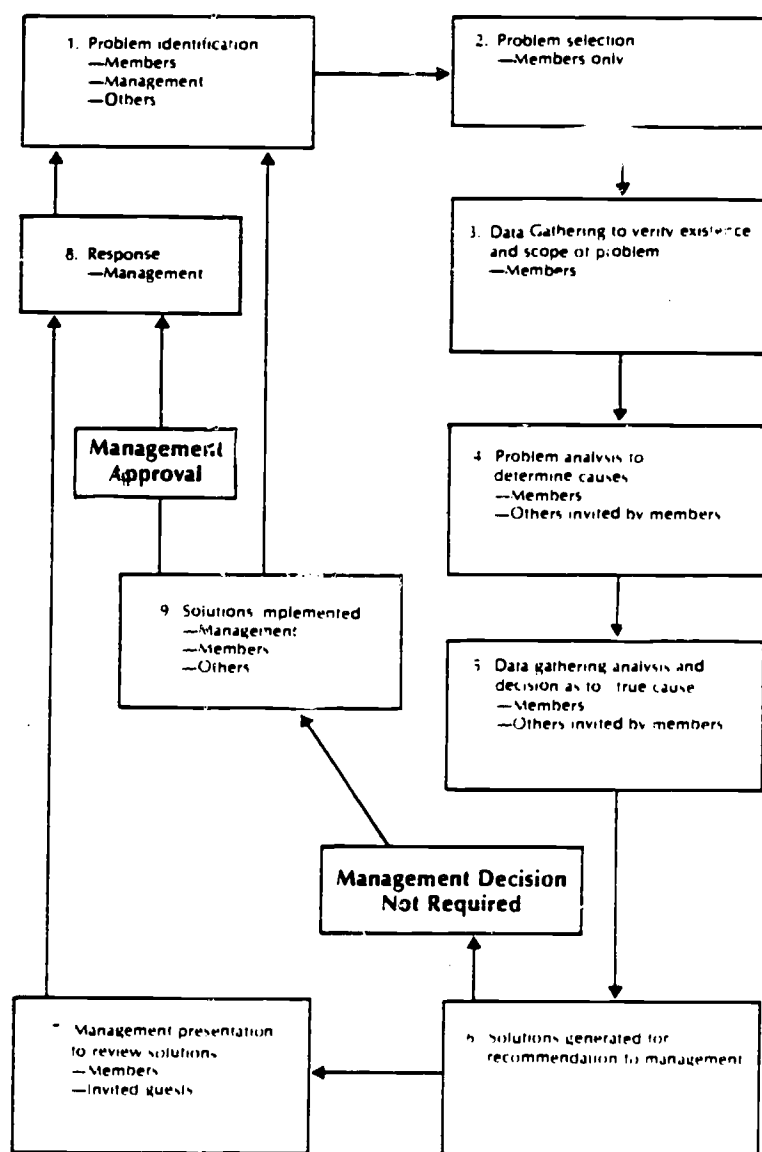 1. Problem identification
—Members
—Management
—Others
2. Problem selection
—Members only
3. Data Gathering to verify existence
and scope of problem
—Members
8. Response
—Management
Management
Approval
4 Problem analysis to
determine causes
—Members
—Others invited by members
9 Solutions implemented
—Management
—Members
—Others
5 Data gathering analysis and
decision as to true cause
—Members
—Others invited by members
Management Decision
Not Required
Management presentation
to review solutions
—Members
—Invited guests
6 Solutions generated for
recommendation to management